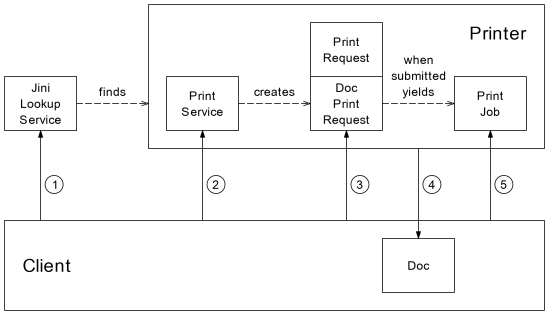 Printer
Print
Request
when
submitted
yields
Jini
Lookup
Service
finds
Print
Service
creates
Doc
Print
Request
Print
Job
1
2
3
4
5
Client
Doc